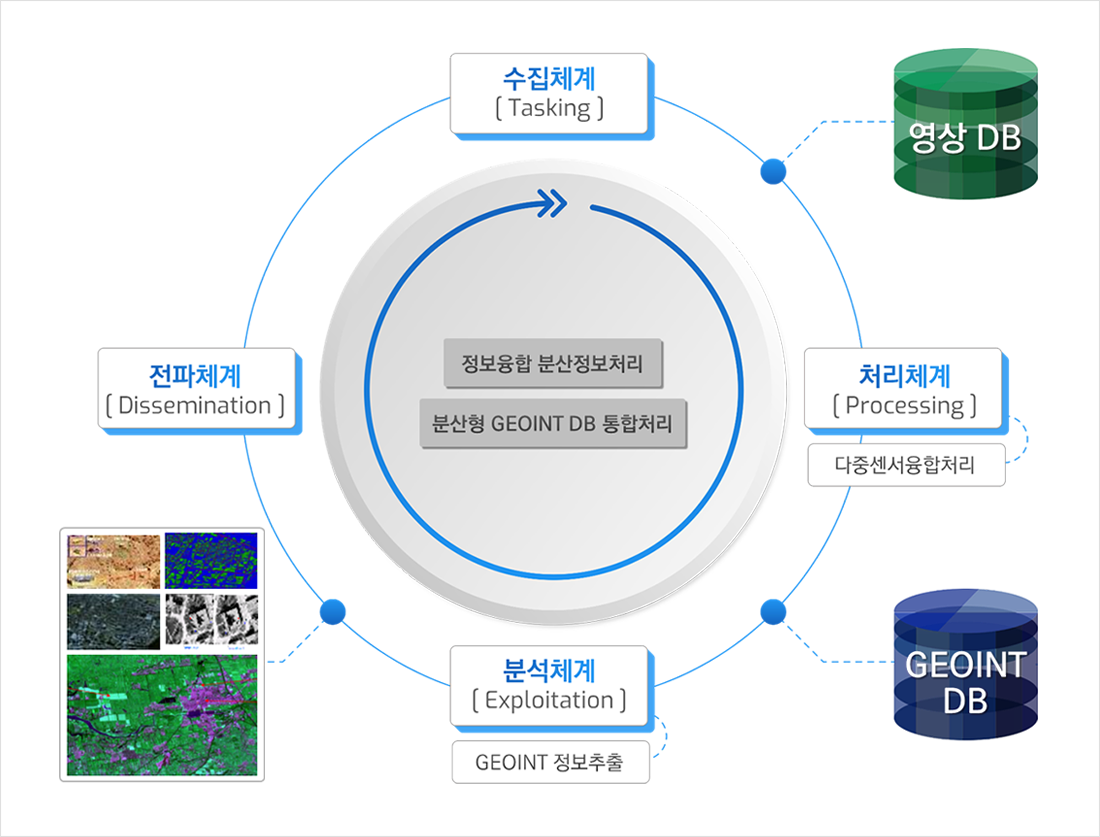 수집체계
[ Tasking ]
영상 DB
정보융합 분산정보처리
분산형 GEOINT DB 통합처리
전파체계
[ Dissemination ]
처리체계
[ Processing ]
다중센서융합처리
분석체계
[ Exploitation ]
GEOINT 정보추출
GEOINT
DB